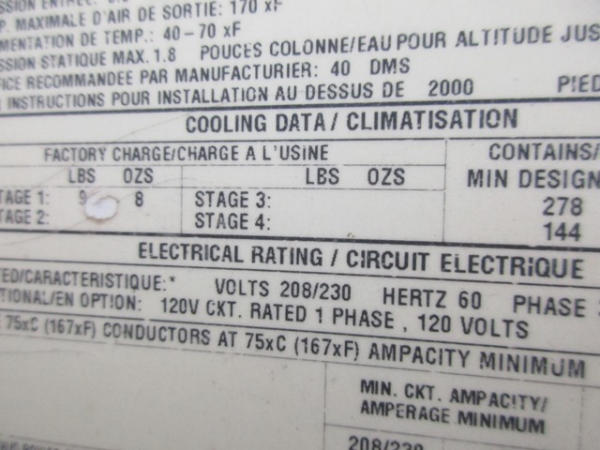 P. MAXIMALE D'AIR DE SORTIE: 170 xF
MENTATION DE TEMP.: 40-70 xF
SSION STATIQUE MAX. 1.8 POUCES COLONNE/EAU POUR ALTITUDE JUS
ICE RECOMMANDEE PAR MANUFACTURIER: 40 DMS
INSTRUCTIONS POUR INSTALLATION AU DESSUS DE 2000 PIED
COOLING DATA / CLIMATISATION
FACTORY CHARGE/CHARGE A L'USINE CONTAINS/
LBS OZS LBS OZS MIN DESIGN
TAGE 1: 9 8 STAGE 3: 278
TAGE 2: STAGE 4: 144
ELECTRICAL RATING / CIRCUIT ELECTRIQUE
TED/CARACTERISTIQUE:* VOLTS 208/230 HERTZ 60 PHASE
TIONAL/EN OPTION: 120V CKT. RATED 1 PHASE , 120 VOLTS
75xC (167xF) CONDUCTORS AT 75xC (167xF) AMPACITY MINIMUM
MIN. CKT. AMPACITY/
AMPERAGE MINIMUM
208/230